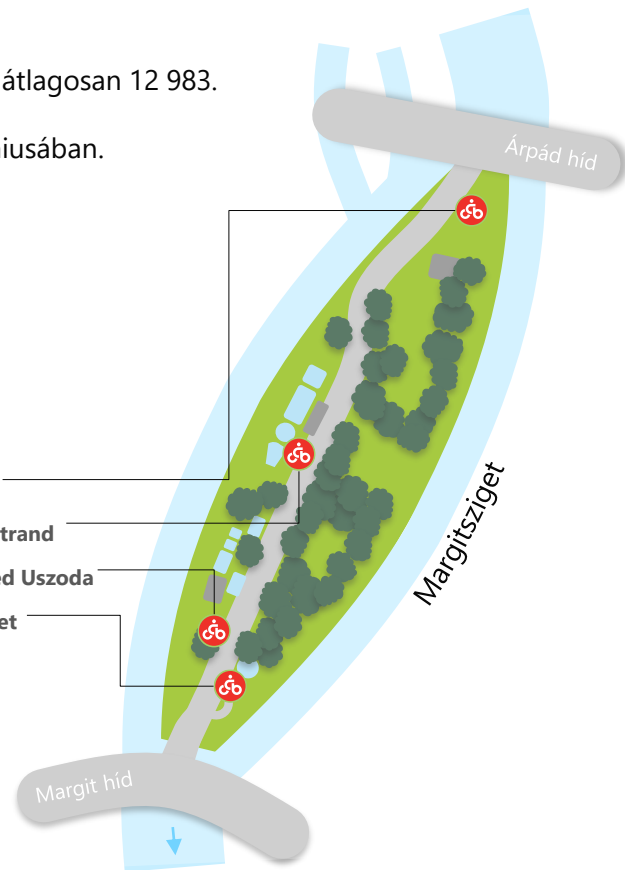 átlagosan 12 983.
iusában.
Árpád híd
trand
ed Uszoda
et
Margitsziget
Margit híd